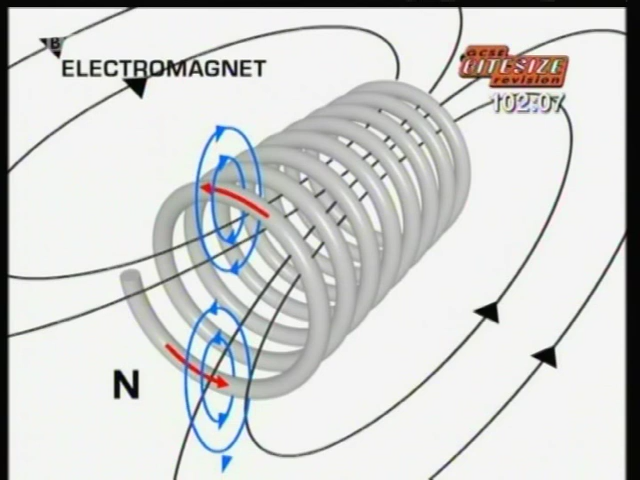 B
ELECTROMAGNET
GCSE
BITESIZE
revision
102:07
N